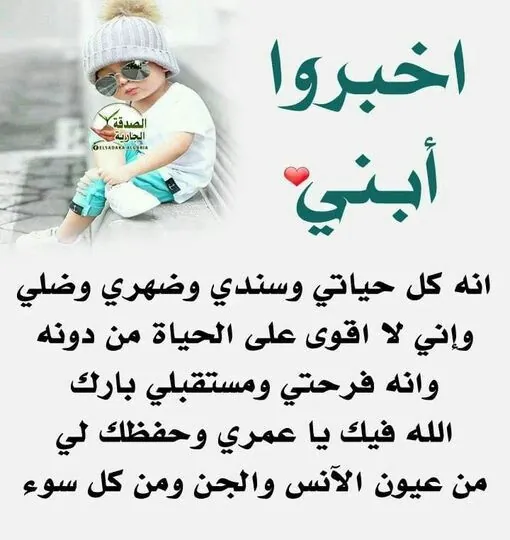 اخبروا
أبني
الصدقة
الجارية
انه كل حياتي وسندي وضهري وضلي
وإني لا اقوى على الحياة من دونه
وانه فرحتي ومستقبلي بارك
الله فيك يا عمري وحفظك لي
من عيون الآنس والجن ومن كل سوء